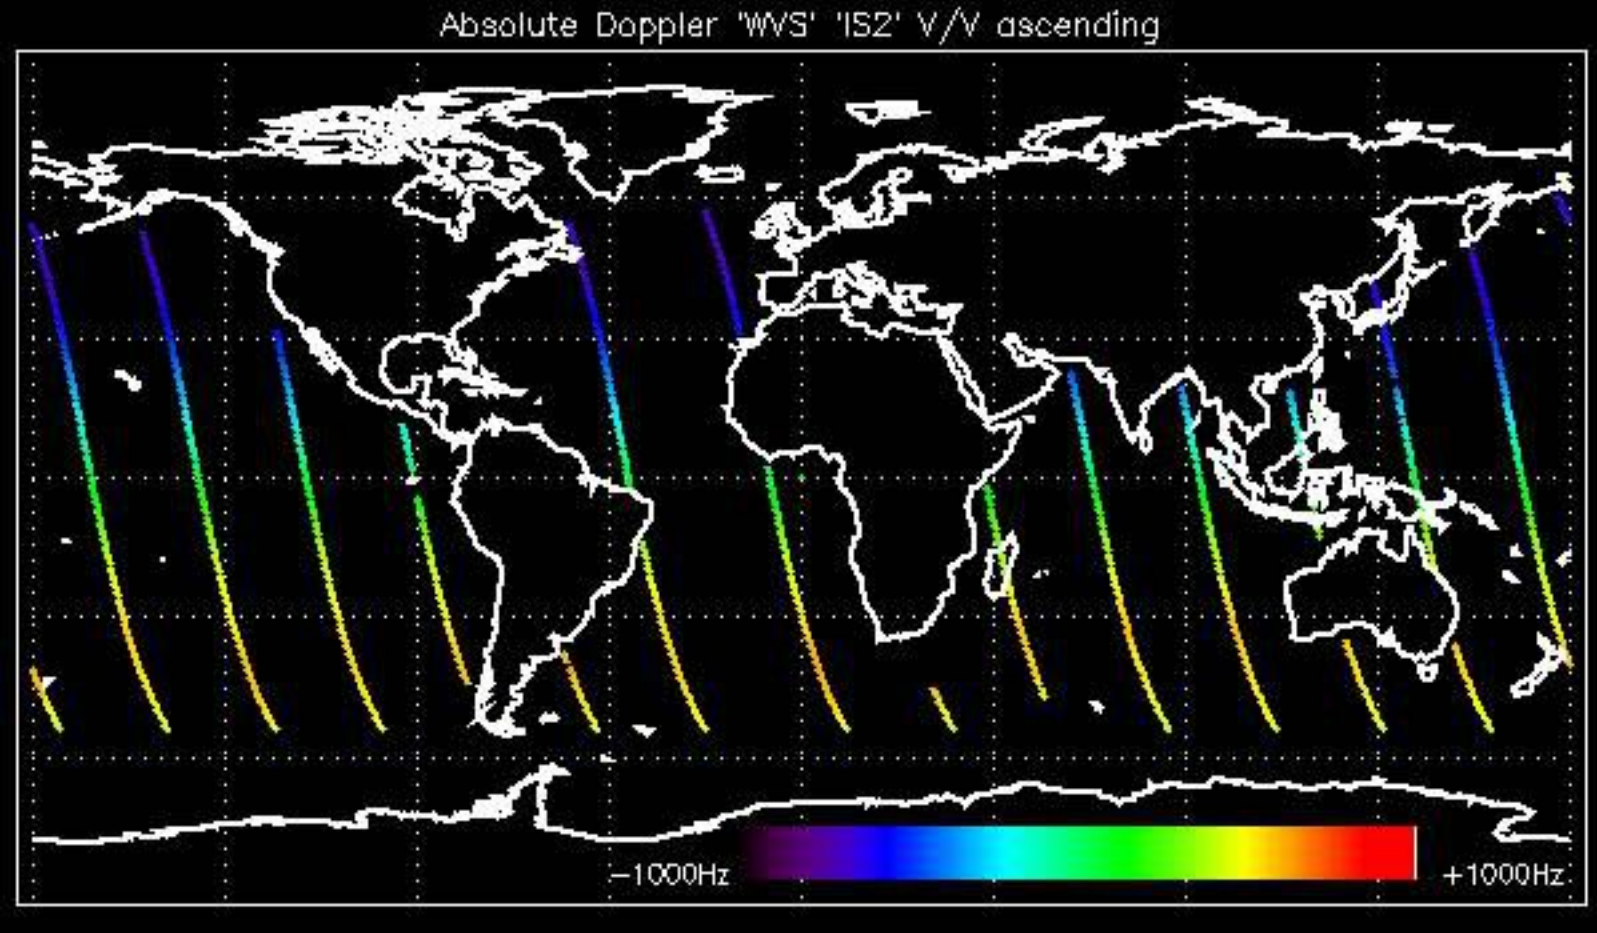 Absolute Doppler 'WVS' 'IS2' V/V ascending
-1000Hz +1000Hz